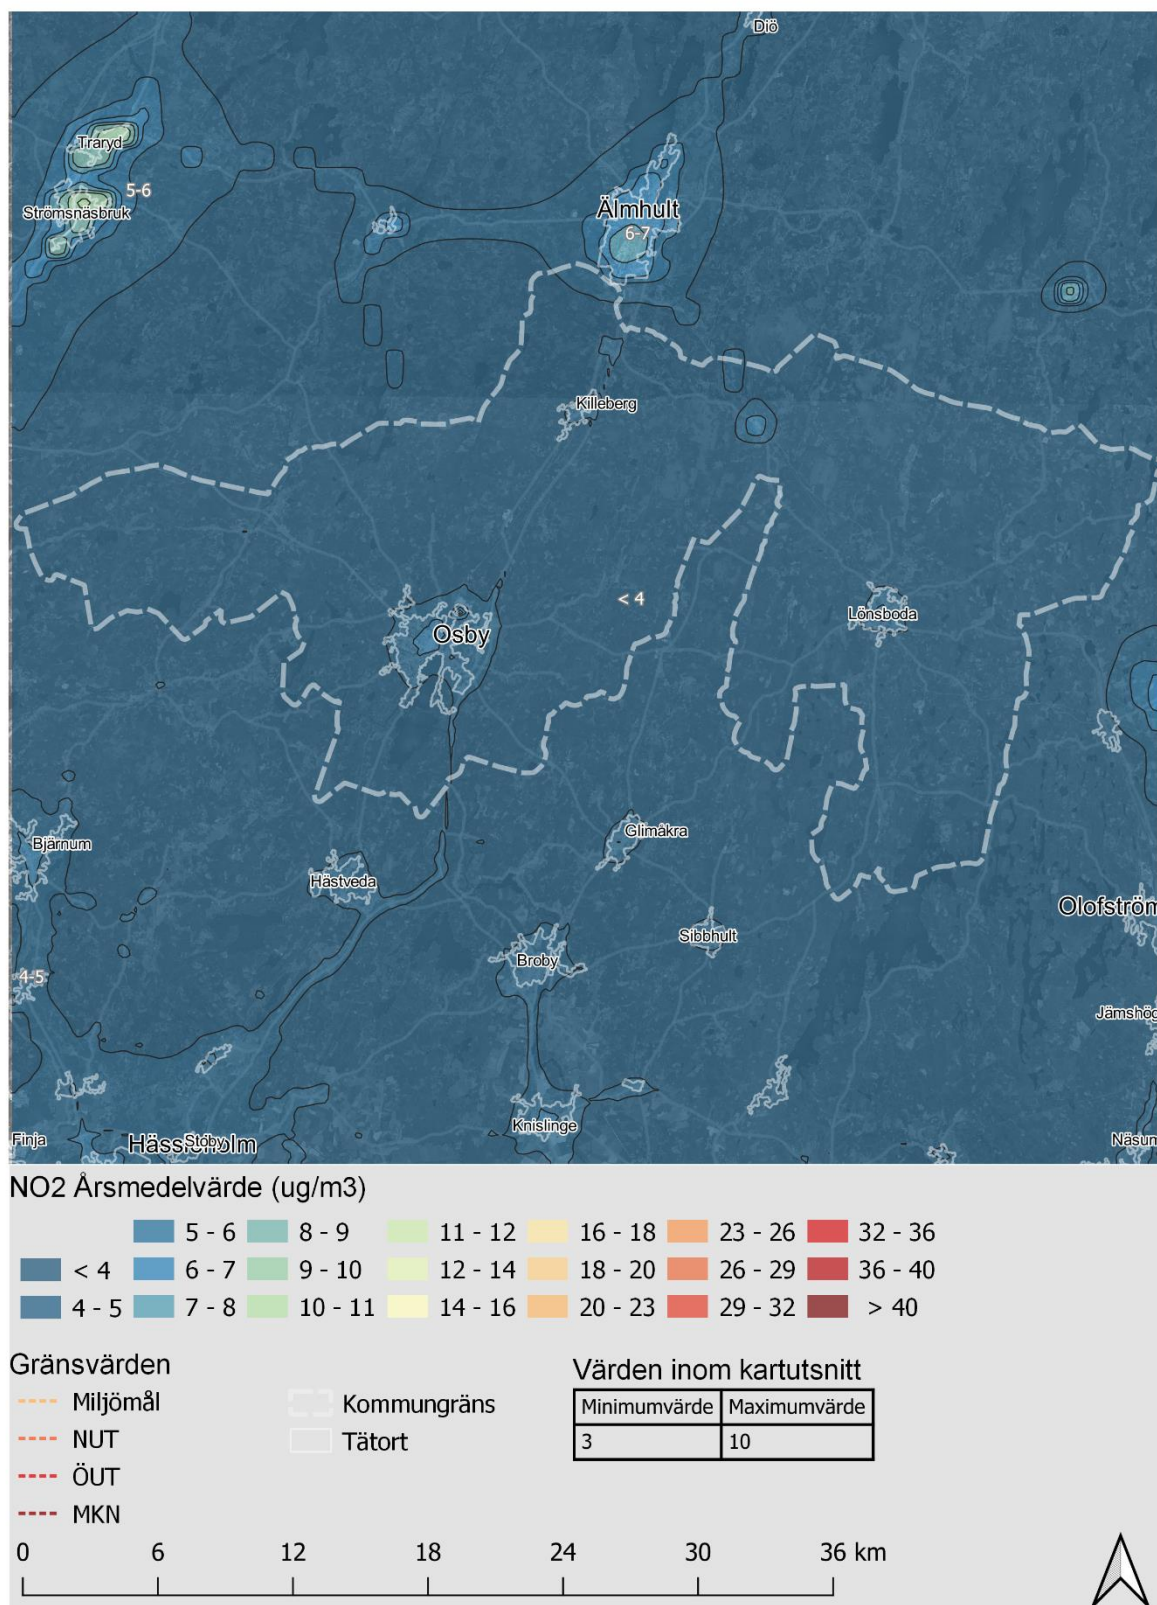 Diö
Traryd
5-6
Strömsnäsbruk
Älmhult
6-7
Killeberg
< 4
Lönsboda
Osby
Glimåkra
Bjärnum
Hästveda
Olofström
Sibbhult
Broby
4-5
Jämshög
Knislinge
Finja
Stoby
Näsum
NO2 Årsmedelvärde (ug/m3)
5 - 6 8 - 9 11 - 12 16 - 18 23 - 26 32 - 36
< 4 6 - 7 9 - 10 12 - 14 18 - 20 26 - 29 36 - 40
4 - 5 7 - 8 10 - 11 14 - 16 20 - 23 29 - 32 > 40
Gränsvärden
Miljömål
NUT
ÖUT
MKN
Kommungräns
Tätort
Värden inom kartutsnitt
Minimumvärde Maximumvärde
3 10
0 6 12 18 24 30 36 km